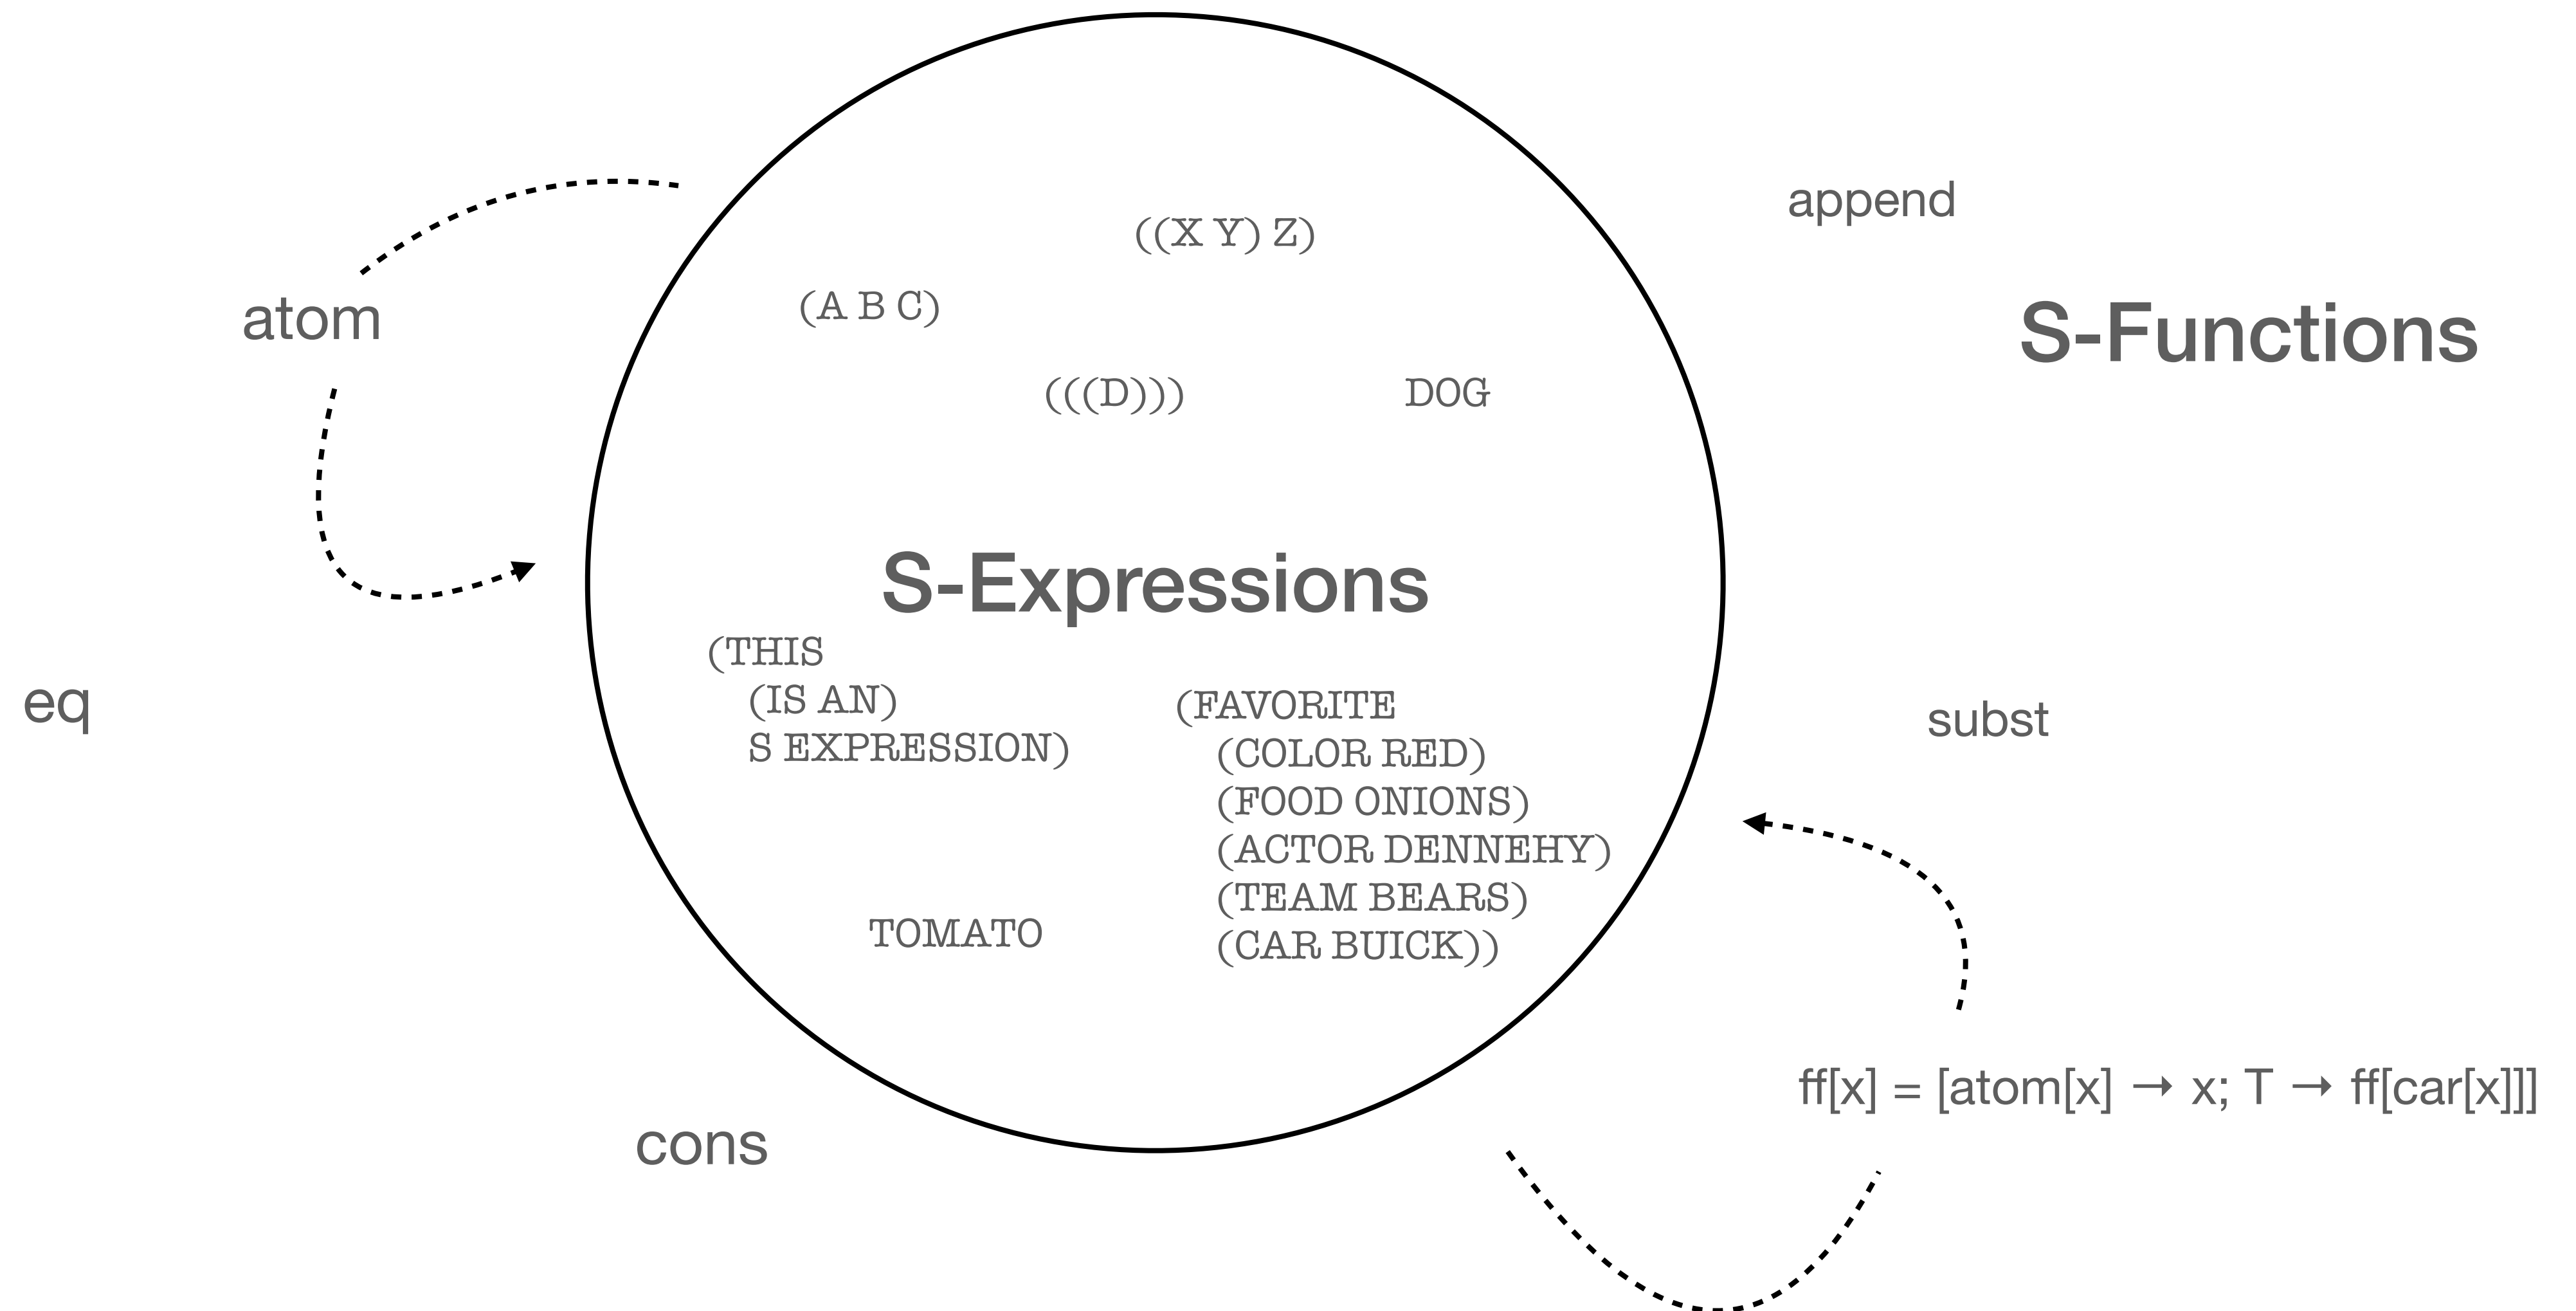 append
((X Y) Z)
(A B C)
atom
S-Functions
(((D)))
DOG
S-Expressions
(THIS
(IS AN)
S EXPRESSION)
eq
(FAVORITE
(COLOR RED)
(FOOD ONIONS)
(ACTOR DENNEHY)
(TEAM BEARS)
(CAR BUICK))
subst
TOMATO
ff[x] = [atom[x] → x; T → ff[car[x]]]
cons